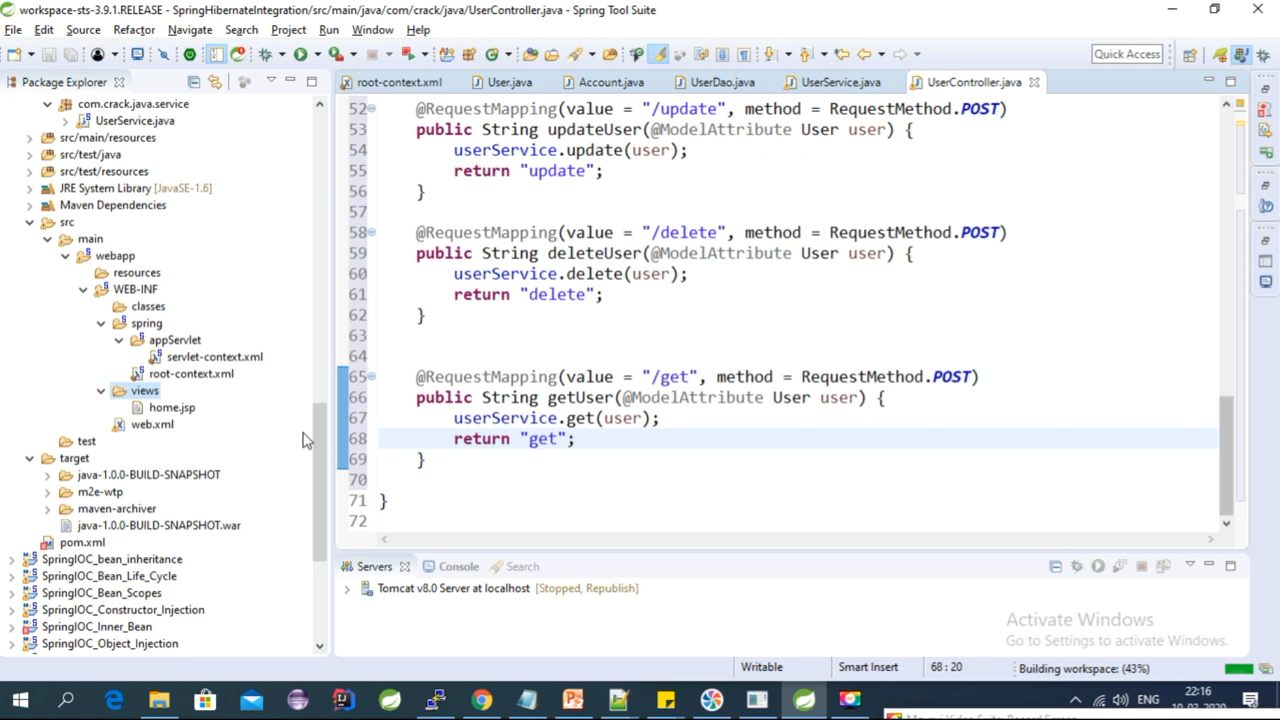 workspace-sts-3.9.1.RELEASE - SpringHibernateIntegration/src/main/java/com/crack/java/UserController.java - Spring Tool Suite
File Edit Source Refactor Navigate Search Project Run Window Help
Quick Access
Package Explorer
root-context.xml User.java Account.java UserDao.java UserService.java UserController.java
com.crack.java.service
UserService.java
src/main/resources
src/test/java
src/test/resources
JRE System Library [JavaSE-1.6]
Maven Dependencies
src
main
webapp
resources
WEB-INF
classes
spring
appServlet
servlet-context.xml
root-context.xml
views
home.jsp
web.xml
test
target
java-1.0.0-BUILD-SNAPSHOT
m2e-wtp
maven-archiver
java-1.0.0-BUILD-SNAPSHOT.war
pom.xml
SpringIOC_bean_inheritance
SpringIOC_Bean_Life_Cycle
SpringIOC_Bean_Scopes
SpringIOC_Constructor_Injection
SpringIOC_Inner_Bean
SpringIOC_Object_Injection
52 @RequestMapping(value = "/update", method = RequestMethod.POST)
53 public String updateUser(@ModelAttribute User user) {
54 userService.update(user);
55 return "update";
56 }
57
58 @RequestMapping(value = "/delete", method = RequestMethod.POST)
59 public String deleteUser(@ModelAttribute User user) {
60 userService.delete(user);
61 return "delete";
62 }
63
64
65 @RequestMapping(value = "/get", method = RequestMethod.POST)
66 public String getUser(@ModelAttribute User user) {
67 userService.get(user);
68 return "get";
69 }
70
71 }
72
Servers Console Search
Tomcat v8.0 Server at localhost [Stopped, Republish]
Activate Windows
Go to Settings to activate Windows.
Writable Smart Insert 68 : 20 Building workspace: (43%)
ENG 22:16